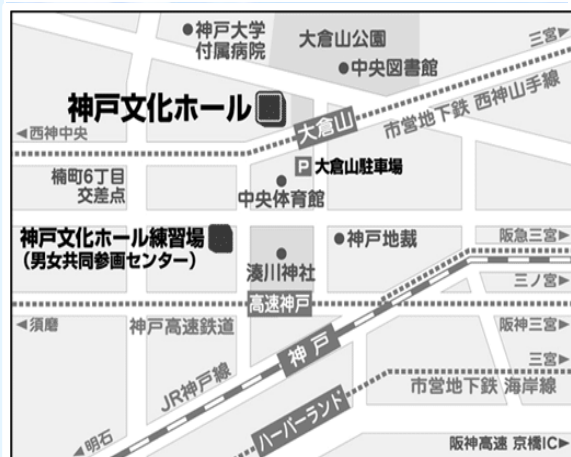 神戸大学
付属病院
大倉山公園
三宮▶
中央図書館
神戸文化ホール
大倉山
市営地下鉄 西神山手線
◀西神中央
P 大倉山駐車場
楠町6丁目
交差点
中央体育館
神戸文化ホール練習場
(男女共同参画センター)
神戸地裁
阪急三宮▶
湊川神社
三ノ宮▶
高速神戸
◀須磨
神戸高速鉄道
阪神三宮▶
神戸
三宮▶
JR神戸線
市営地下鉄 海岸線
ハーバーランド
◀明石
阪神高速 京橋IC▶